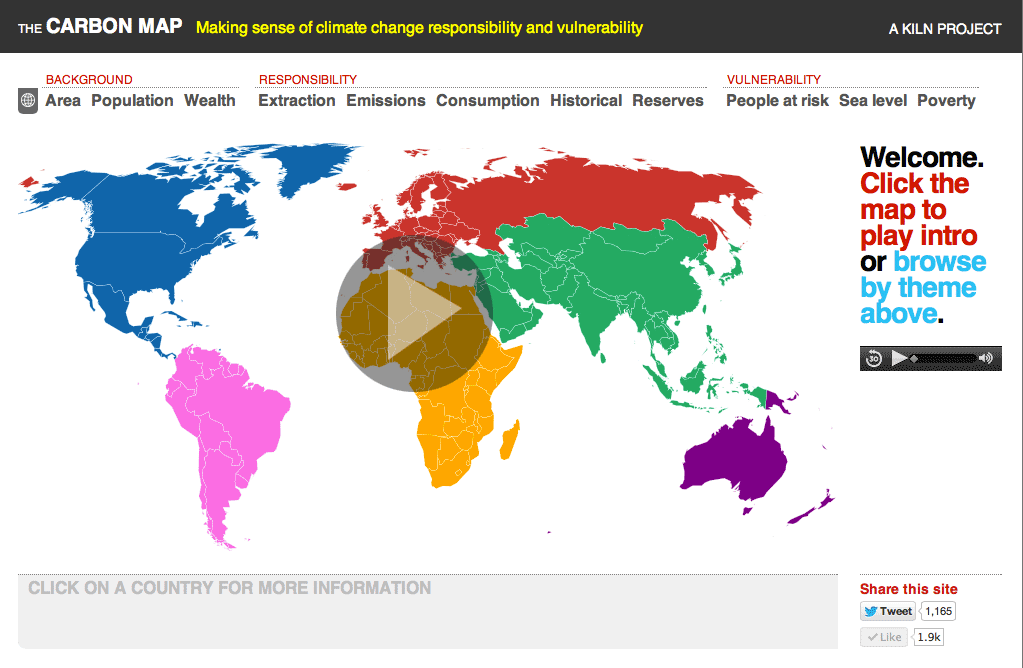 THE CARBON MAP Making sense of climate change responsibility and vulnerability A KILN PROJECT
BACKGROUND RESPONSIBILITY VULNERABILITY
Area Population Wealth Extraction Emissions Consumption Historical Reserves People at risk Sea level Poverty
Welcome.
Click the
map to
play intro
or browse
by theme
above.
30
CLICK ON A COUNTRY FOR MORE INFORMATION
Share this site
Tweet 1,165
Like 1.9k